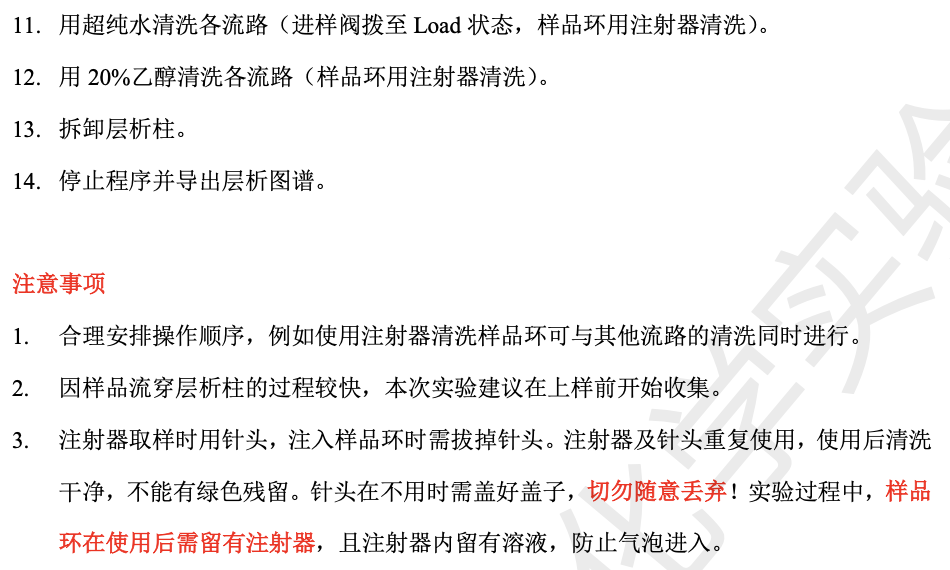 11. 用超纯水清洗各流路（进样阀拨至 Load 状态，样品环用注射器清洗）。
12. 用 20%乙醇清洗各流路（样品环用注射器清洗）。
13. 拆卸层析柱。
14. 停止程序并导出层析图谱。
注意事项
1. 合理安排操作顺序，例如使用注射器清洗样品环可与其他流路的清洗同时进行。
2. 因样品流穿层析柱的过程较快，本次实验建议在上样前开始收集。
3. 注射器取样时用针头，注入样品环时需拔掉针头。注射器及针头重复使用，使用后清洗
干净，不能有绿色残留。针头在不用时需盖好盖子，切勿随意丢弃！实验过程中，样品
环在使用后需留有注射器，且注射器内留有溶液，防止气泡进入。
化学实验